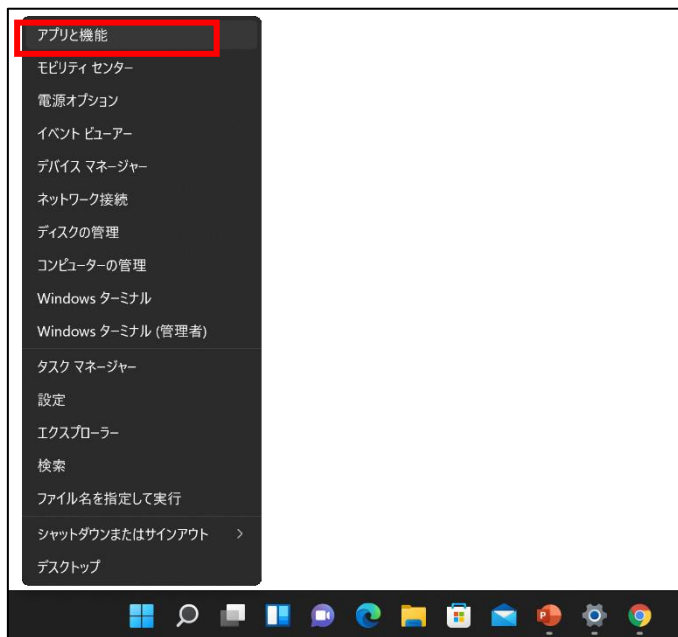 アプリと機能
モビリティ センター
電源オプション
イベント ビューアー
デバイス マネージャー
ネットワーク接続
ディスクの管理
コンピューターの管理
Windows ターミナル
Windows ターミナル (管理者)
タスク マネージャー
設定
エクスプローラー
検索
ファイル名を指定して実行
シャットダウンまたはサインアウト
デスクトップ
P